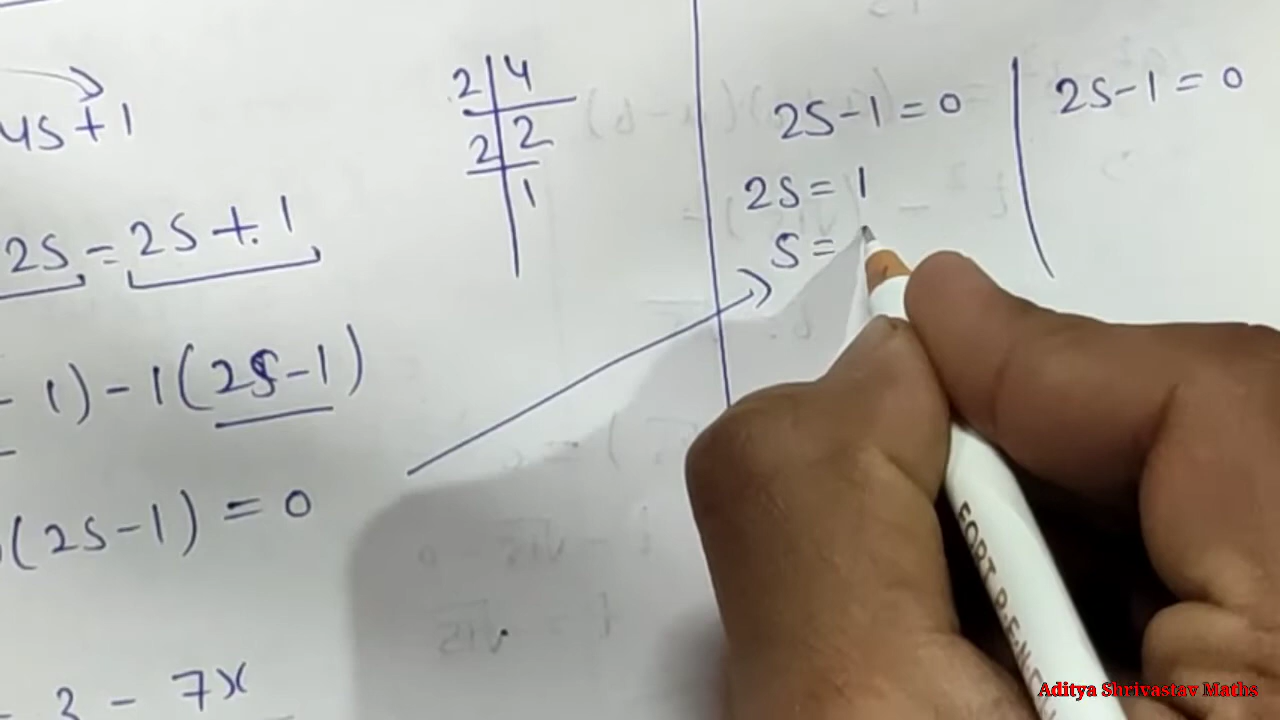 4s + 1
2s = 2s + 1
1) - 1(2s - 1)
(2s - 1) = 0
3 - 7x
2 | 4
2 | 2
1
2s - 1 = 0
2s = 1
s =
2s - 1 = 0
Aditya Shrivastav Maths